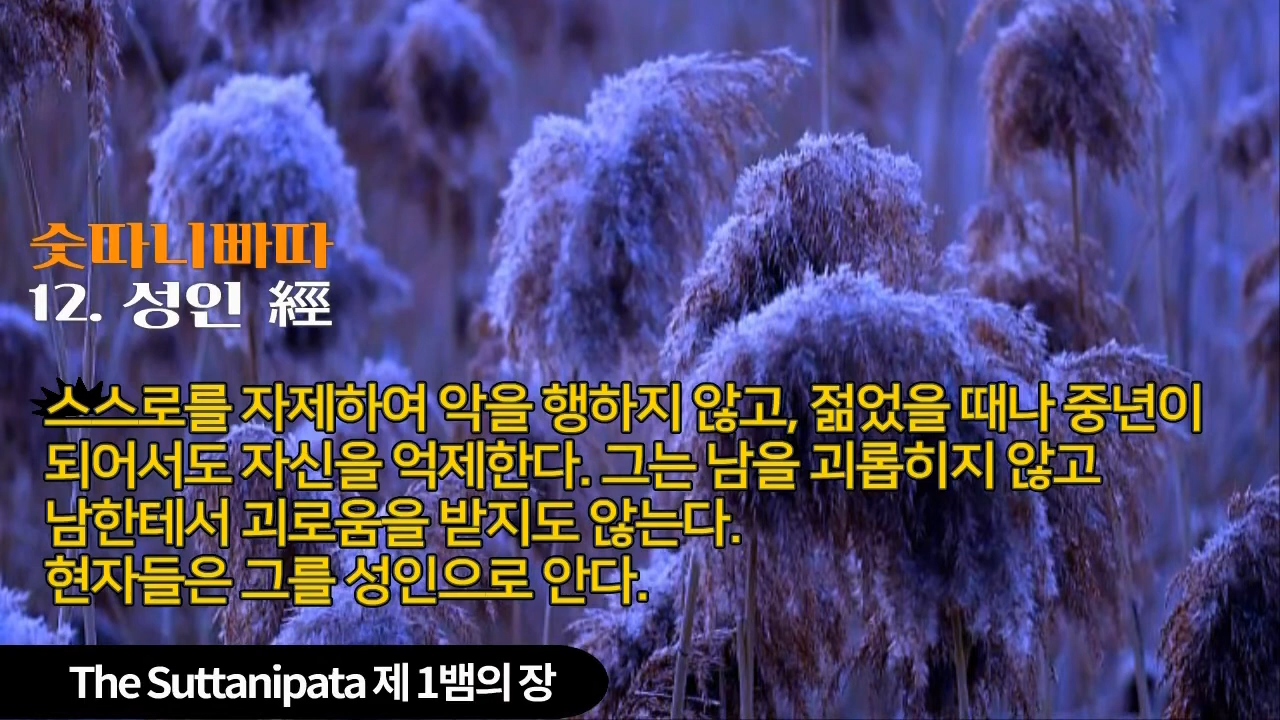 숫따니빠따
12. 성인 經
스스로를 자제하여 악을 행하지 않고, 젊었을 때나 중년이
되어서도 자신을 억제한다. 그는 남을 괴롭히지 않고
남한테서 괴로움을 받지도 않는다.
현자들은 그를 성인으로 안다.
The Suttanipata 제 1뱀의 장